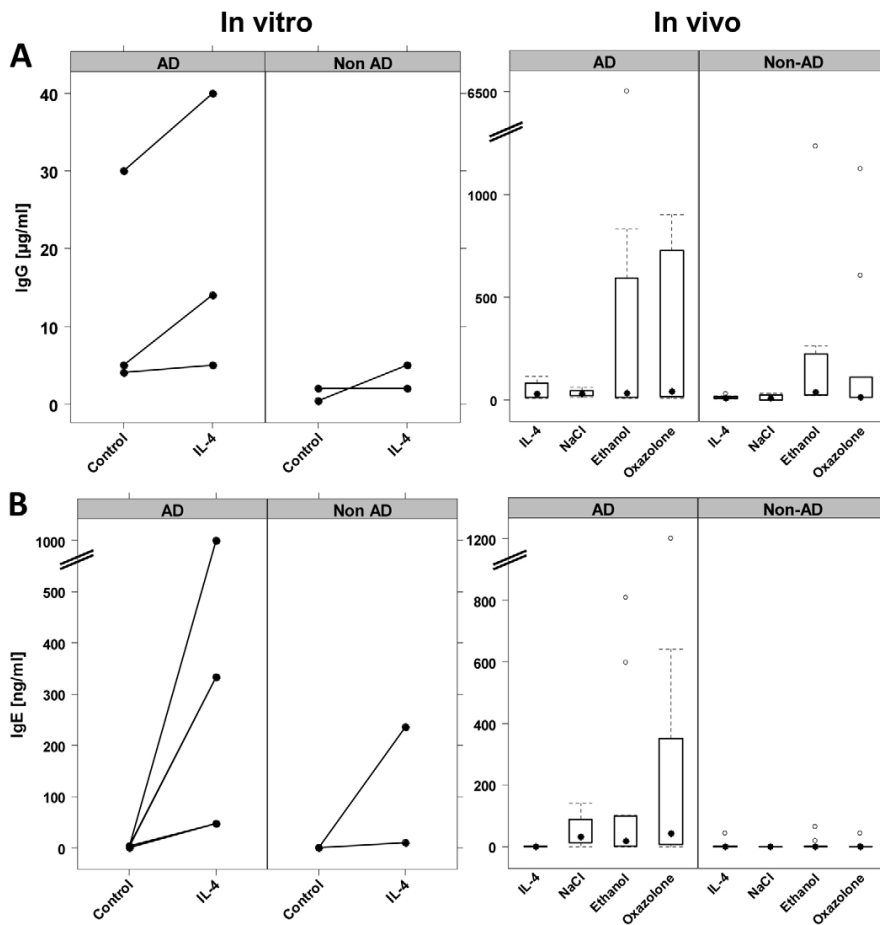 In vitro
In vivo
A
AD
Non AD
AD
Non-AD
IgG [µg/ml]
40
30
20
10
0
Control
IL-4
Control
IL-4
6500
1000
500
0
IL-4
NaCl
Ethanol
Oxazolone
IL-4
NaCl
Ethanol
Oxazolone
B
AD
Non AD
AD
Non-AD
IgE [ng/ml]
1000
500
400
300
200
100
0
Control
IL-4
Control
IL-4
1200
800
600
400
200
0
IL-4
NaCl
Ethanol
Oxazolone
IL-4
NaCl
Ethanol
Oxazolone